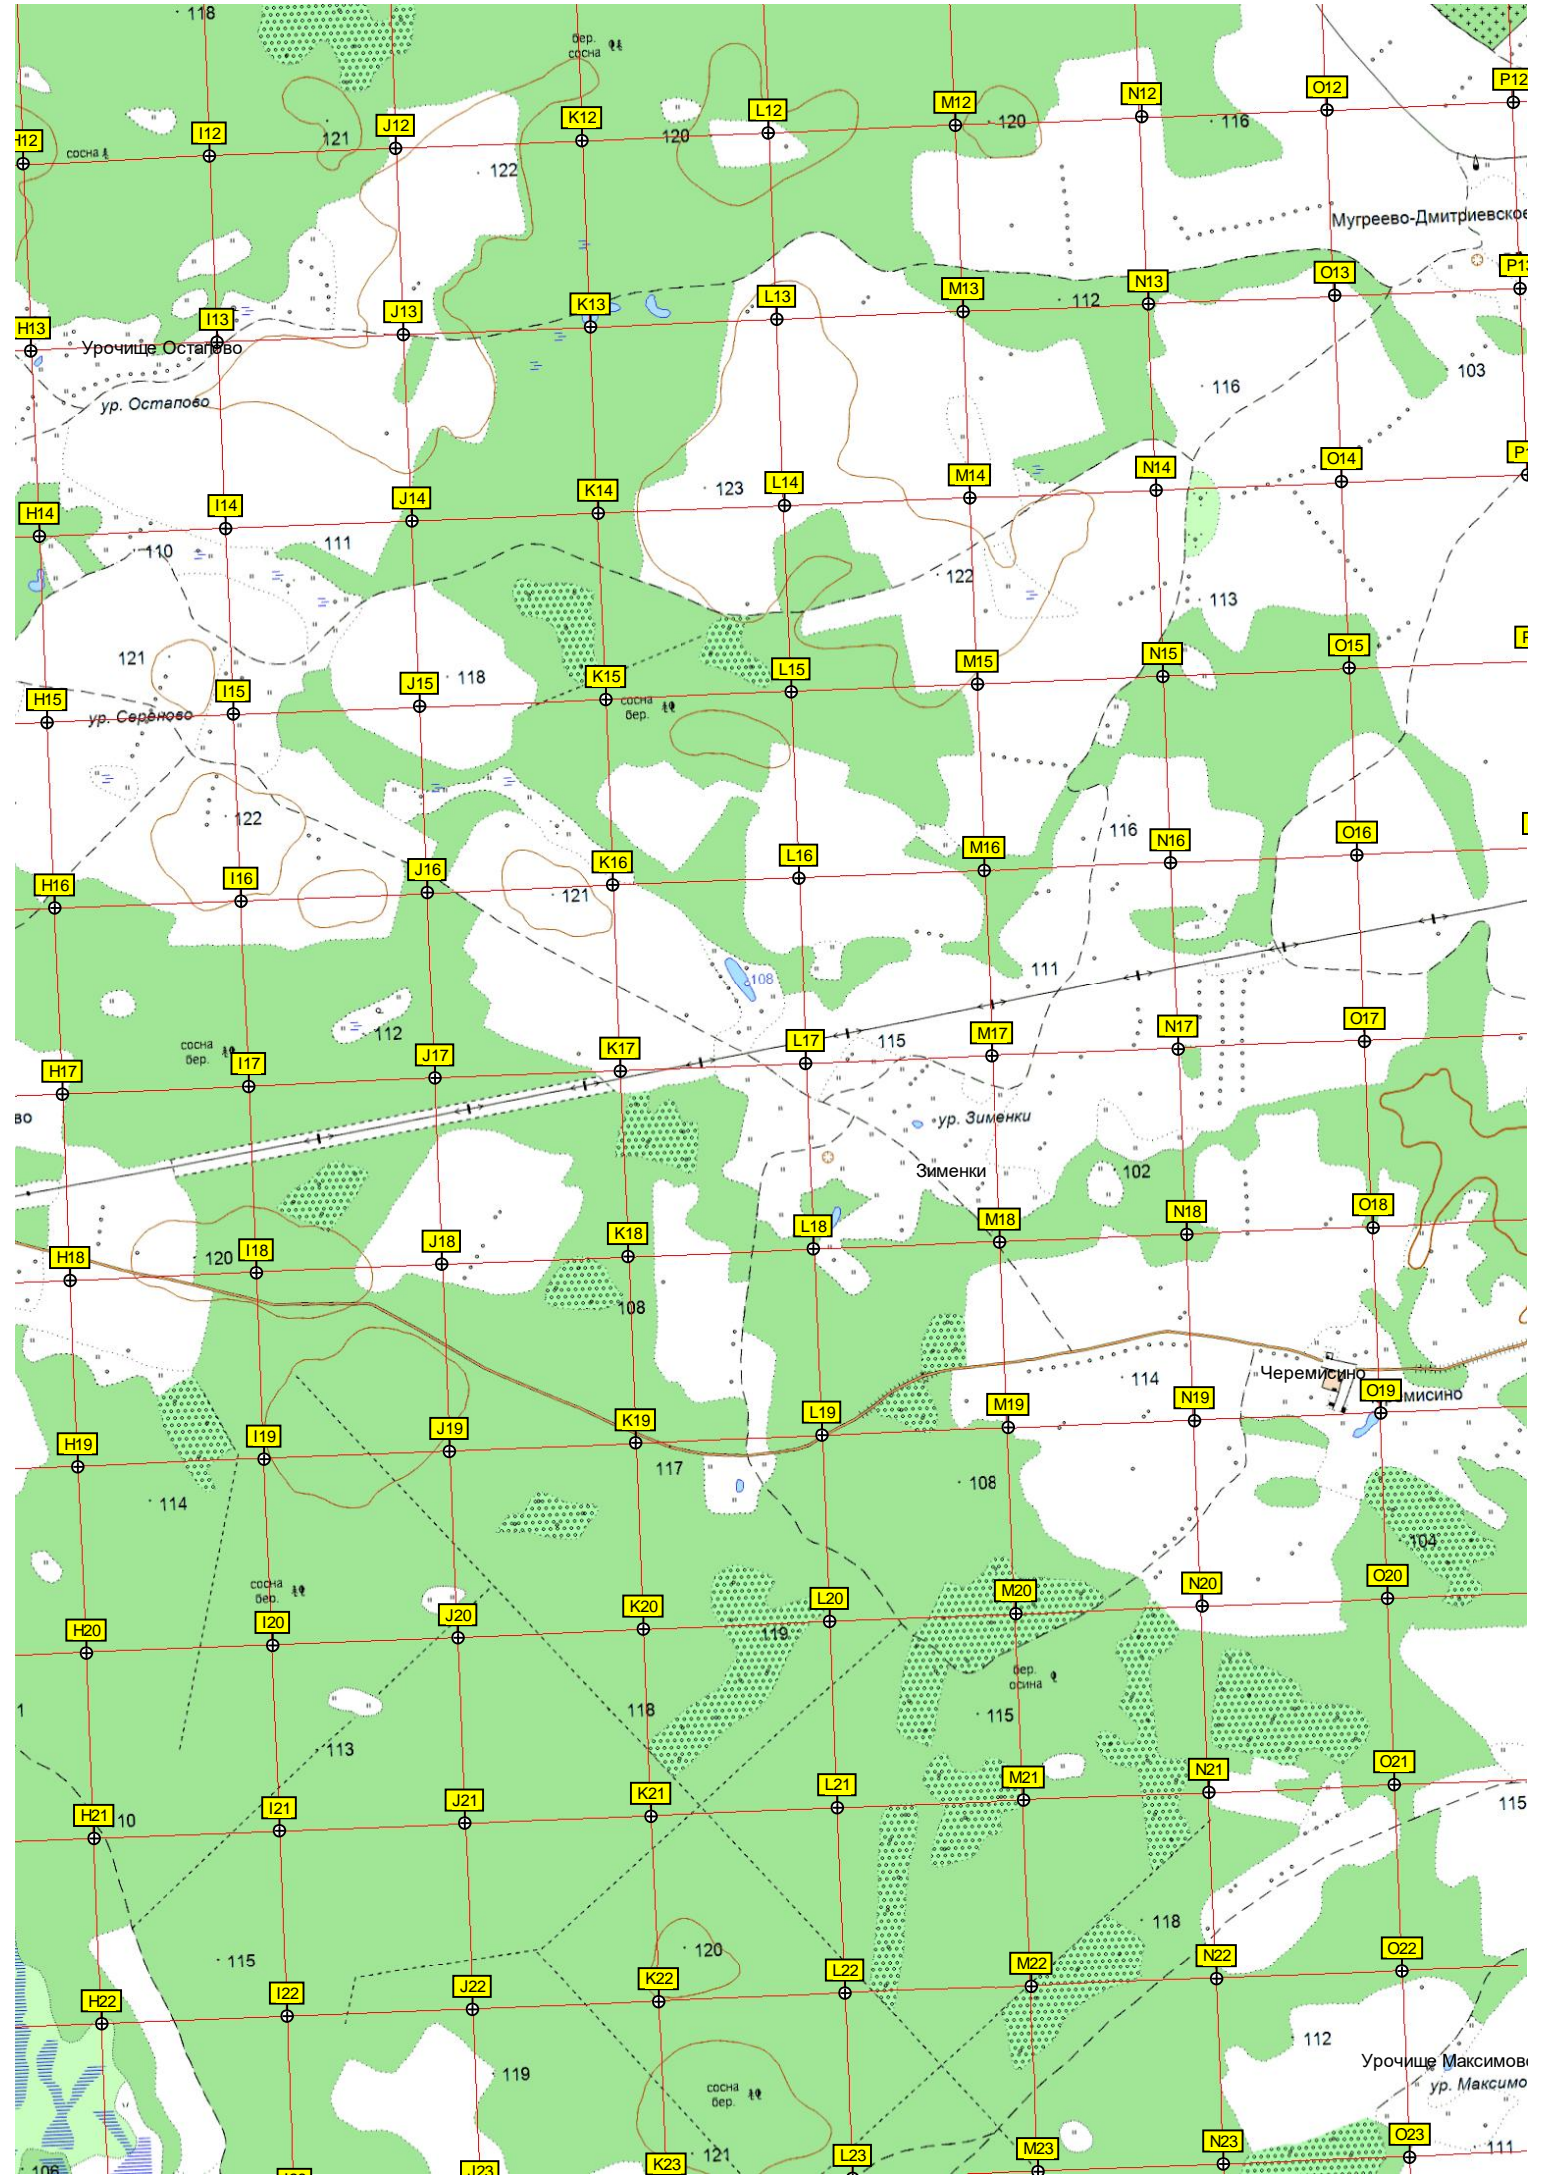 118
бер.
сосна
H12
I12
J12
K12
L12
M12
N12
O12
P12
сосна
121
122
120
120
116
Мугреево-Дмитриевское
H13
I13
J13
K13
L13
M13
N13
O13
112
Урочище Остапово
ур. Остапово
116
103
H14
I14
J14
K14
L14
M14
N14
O14
123
110
111
122
113
121
H15
I15
J15
K15
L15
M15
N15
O15
118
ур. Серёново
сосна
бер.
122
116
H16
I16
J16
K16
L16
M16
N16
O16
121
108
111
112
сосна
бер.
115
H17
I17
J17
K17
L17
M17
N17
O17
во
ур. Зименки
Зименки
102
H18
I18
J18
K18
L18
M18
N18
O18
120
108
Черемисино
114
H19
I19
J19
K19
L19
M19
N19
O19
мисино
117
108
114
104
сосна
бер.
H20
I20
J20
K20
L20
M20
N20
O20
119
бер.
осина
118
115
1
113
H21
I21
J21
K21
L21
M21
N21
O21
10
115
118
120
115
H22
I22
J22
K22
L22
M22
N22
O22
112
119
Урочище Максимов
ур. Максимо
сосна
бер.
121
J23
K23
L23
M23
N23
O23
111
106